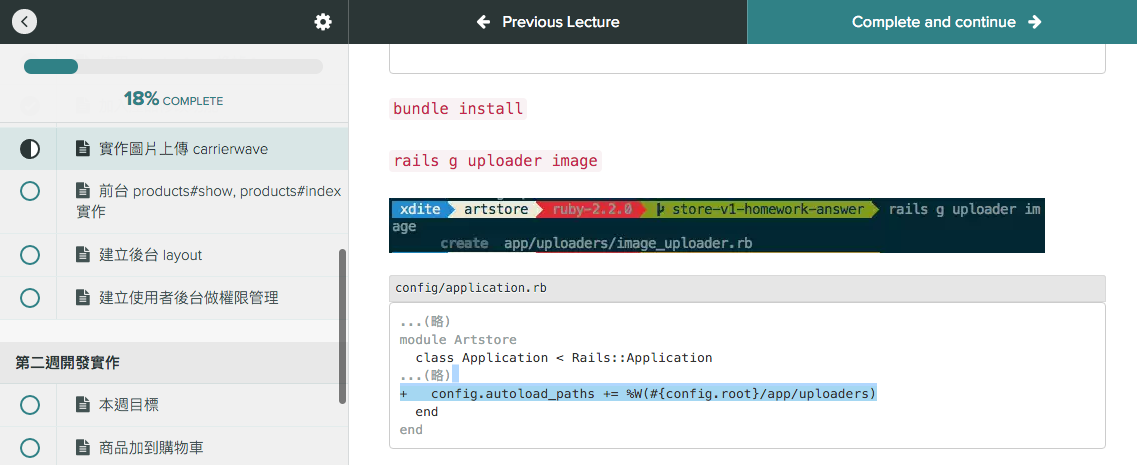 Previous Lecture
Complete and continue
18% COMPLETE
實作圖片上傳 carrierwave
前台 products#show, products#index
實作
建立後台 layout
建立使用者後台做權限管理
第二週開發實作
本週目標
商品加到購物車
bundle install
rails g uploader image
xdite artstore ruby-2.2.0 store-v1-homework-answer rails g uploader im
age
create app/uploaders/image_uploader.rb
config/application.rb
...(略)
module Artstore
class Application < Rails::Application
...(略)
+ config.autoload_paths += %W(#{config.root}/app/uploaders)
end
end